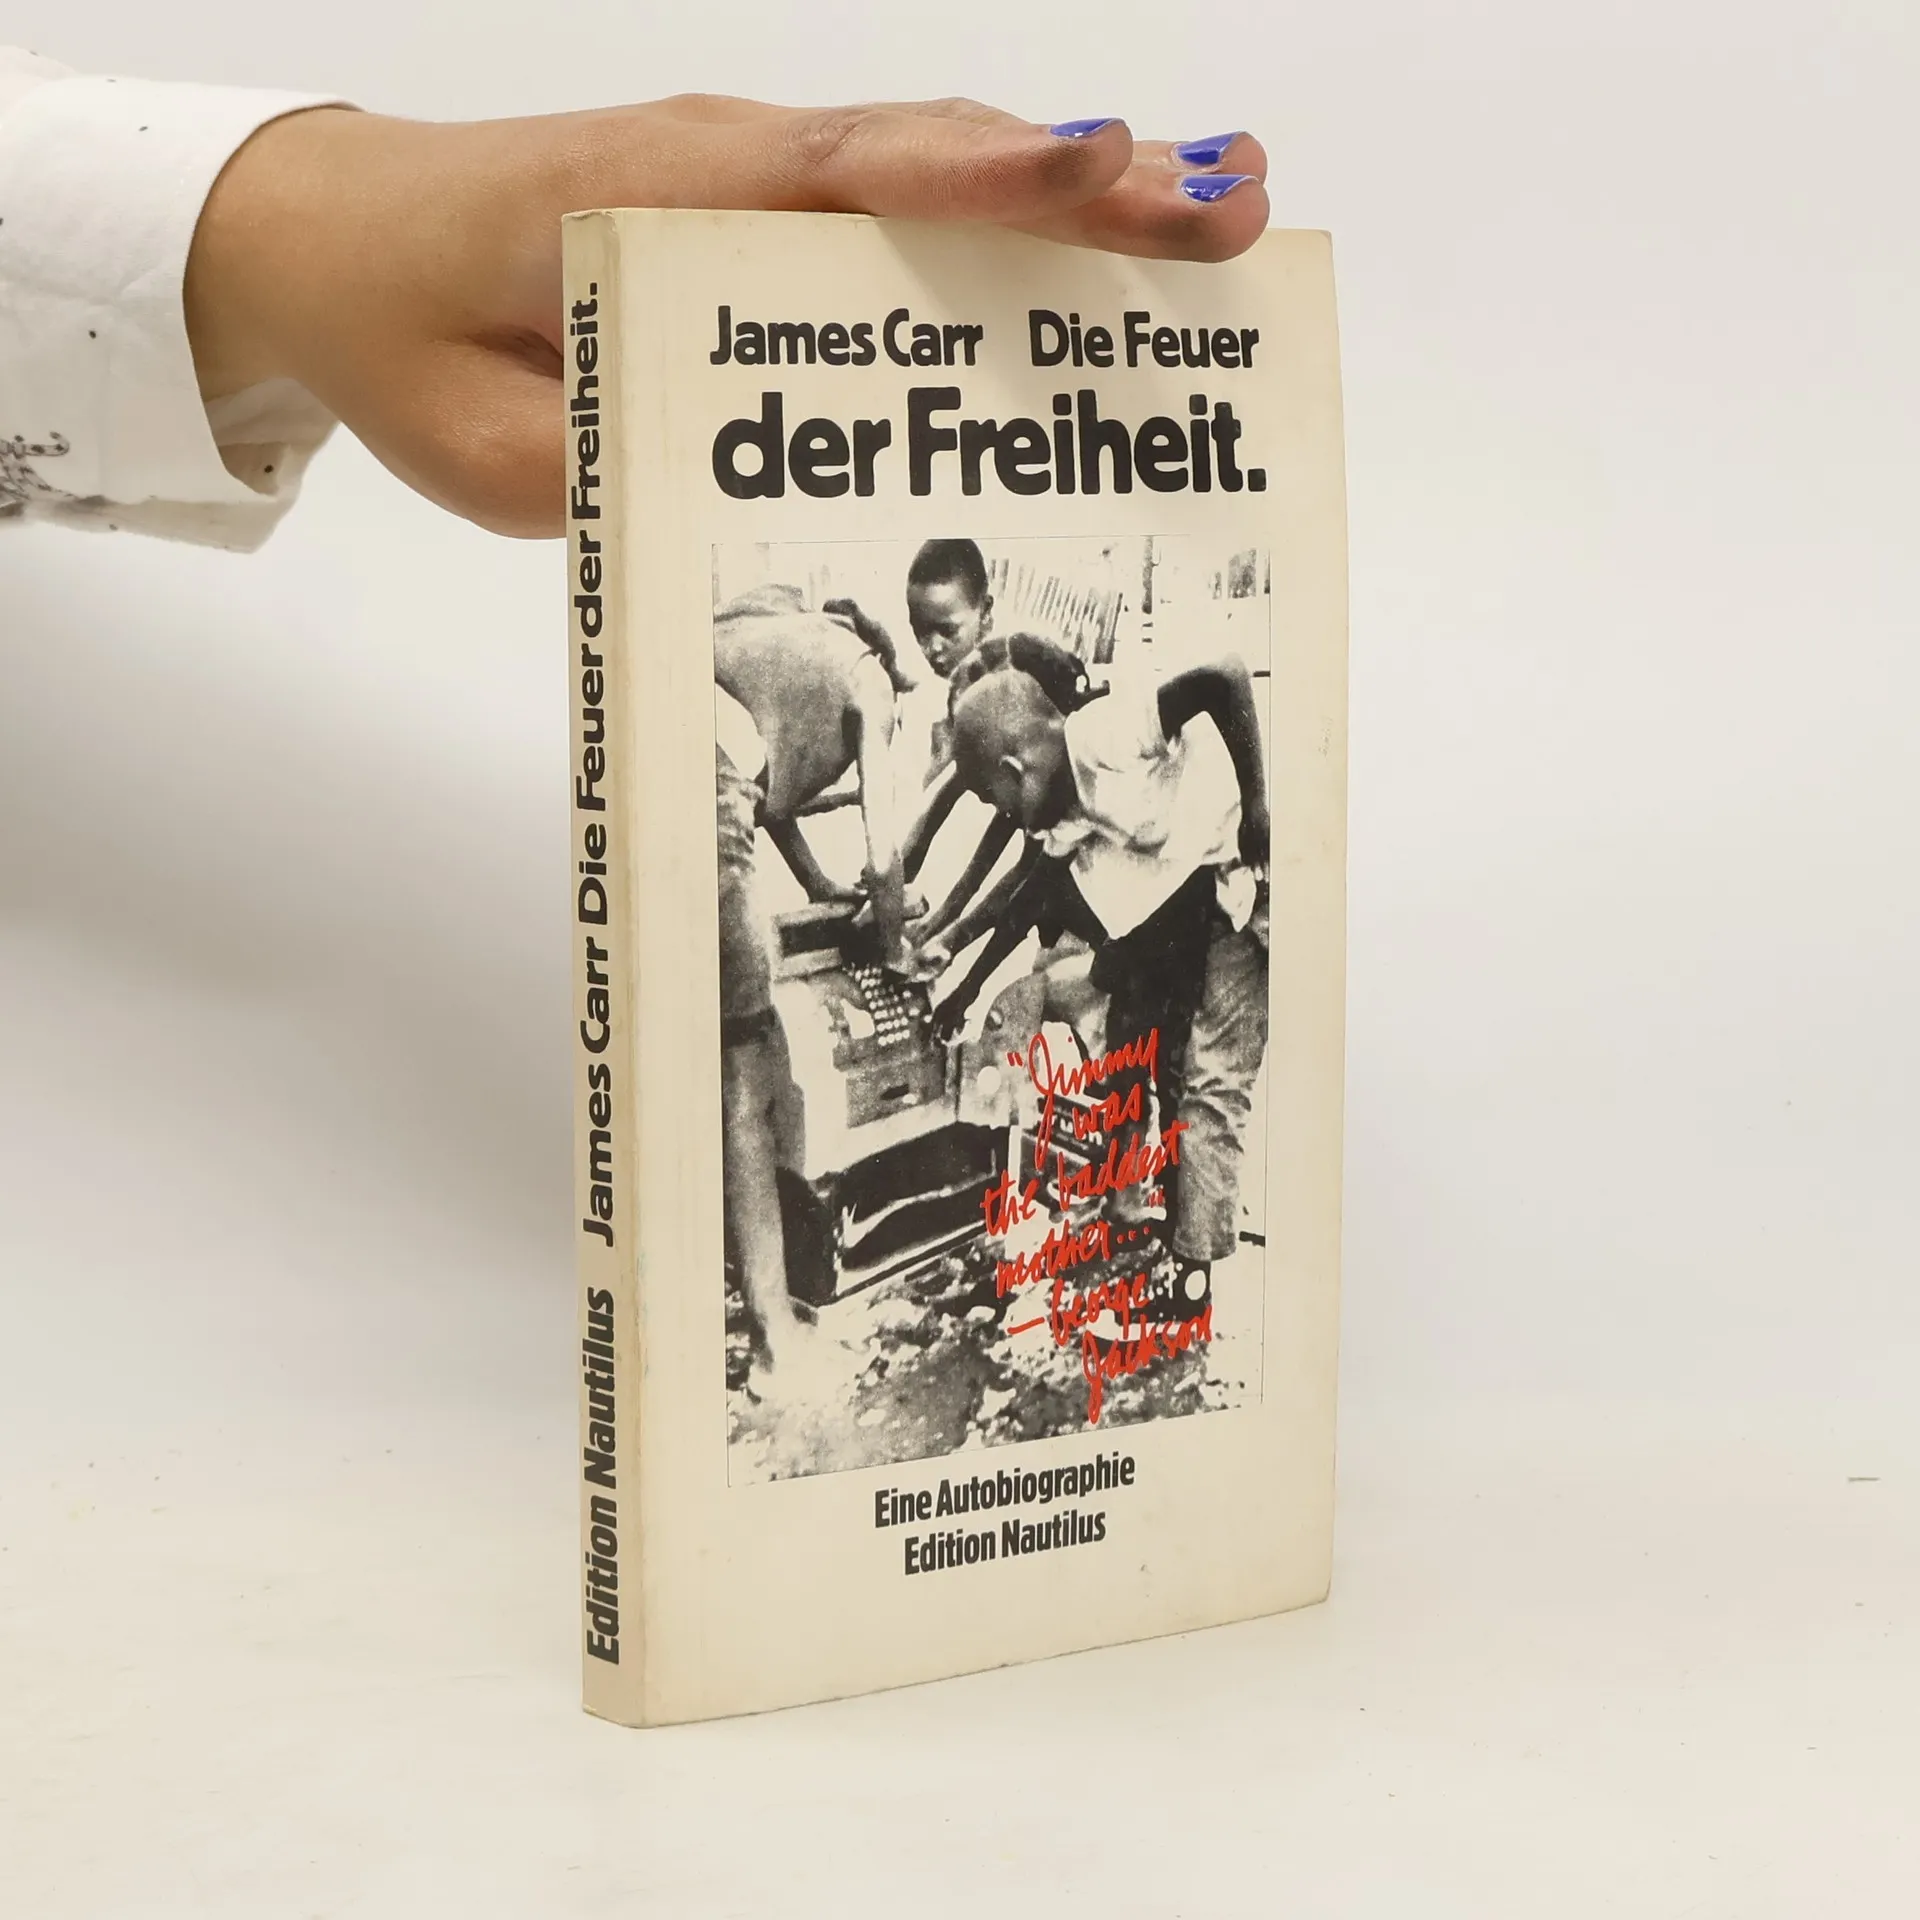 James Carr Die Feuer
der Freiheit.
"Jimmy
was
the baddest
mother..."
— George
Jackson
Eine Autobiographie
Edition Nautilus
Edition Nautilus James Carr Die Feuer der Freiheit.